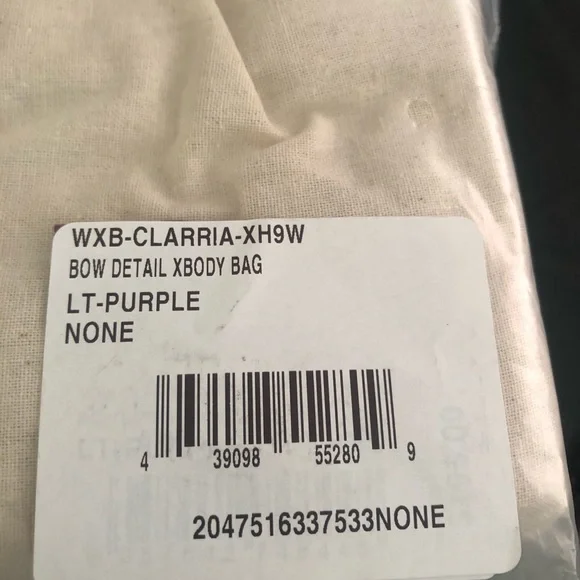 WXB-CLARRIA-XH9W
BOW DETAIL XBODY BAG
LT-PURPLE
NONE
4 39098 55280 9
2047516337533NONE